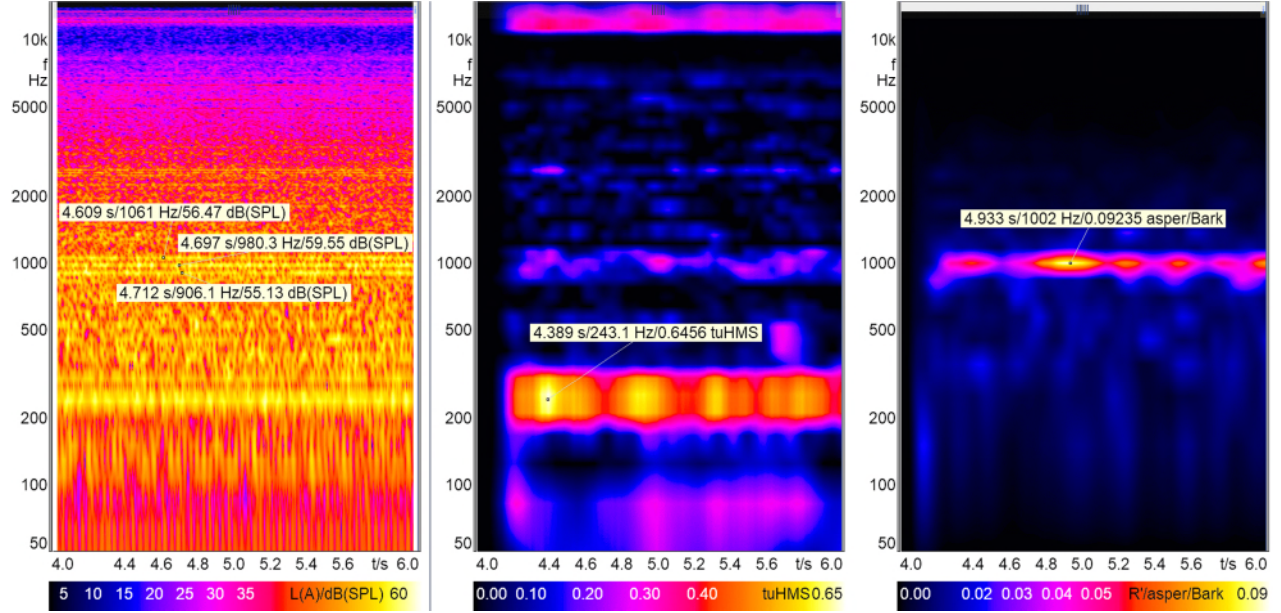 10k
f
Hz
5000
2000
1000
500
200
100
50
4.609 s/1061 Hz/56.47 dB(SPL)
4.697 s/980.3 Hz/59.55 dB(SPL)
4.712 s/906.1 Hz/55.13 dB(SPL)
4.0 4.4 4.6 4.8 5.0 5.2 5.4 5.6 t/s 6.0
5 10 15 20 25 30 35 L(A)/dB(SPL) 60
10k
f
Hz
5000
2000
1000
500
200
100
50
4.389 s/243.1 Hz/0.6456 tuHMS
4.0 4.4 4.6 4.8 5.0 5.2 5.4 5.6 t/s 6.0
0.00 0.10 0.20 0.30 0.40 tuHMS 0.65
10k
f
Hz
5000
2000
1000
500
200
100
50
4.933 s/1002 Hz/0.09235 asper/Bark
4.0 4.4 4.6 4.8 5.0 5.2 5.4 5.6 t/s 6.0
0.00 0.02 0.03 0.04 0.05 R'/asper/Bark 0.09